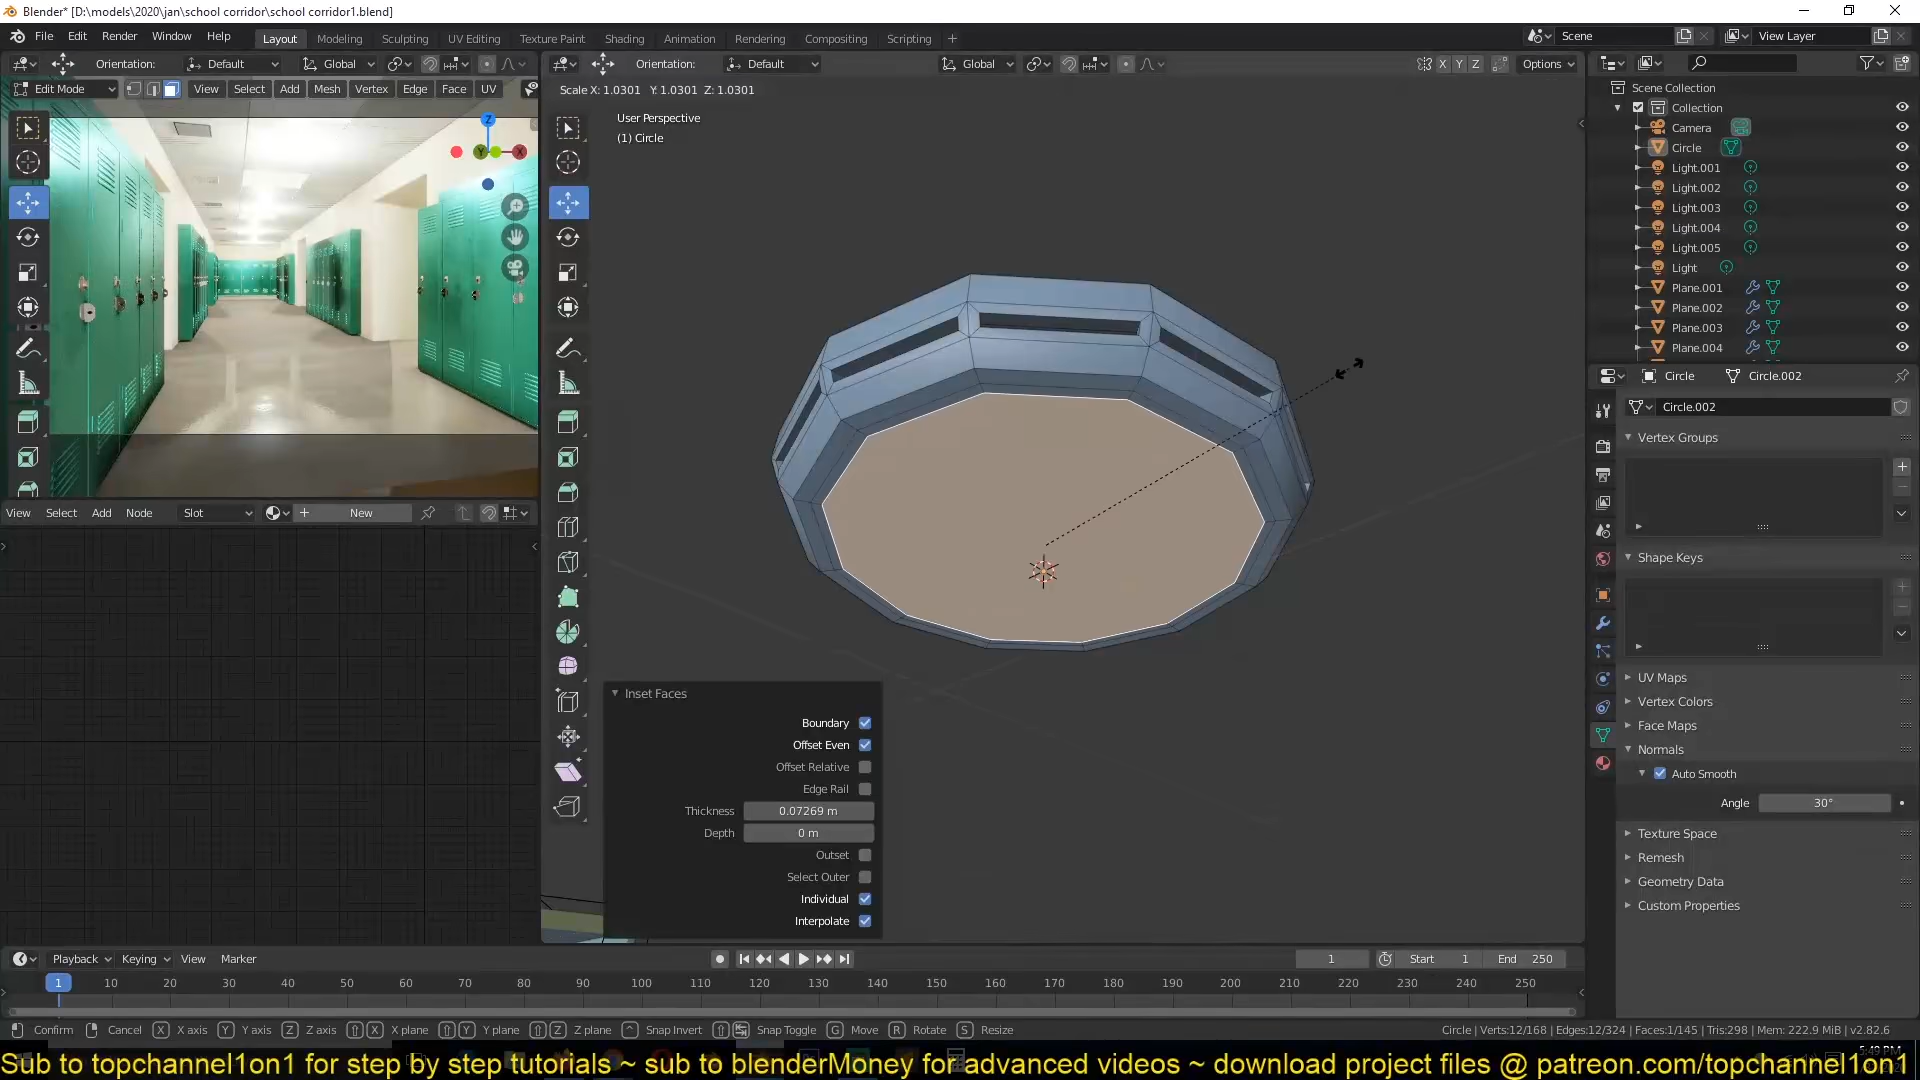 Blender* [D:\models\2020\jan\school corridor\school corridor1.blend]
File Edit Render Window Help Layout Modeling Sculpting UV Editing Texture Paint Shading Animation Rendering Compositing Scripting + Scene View Layer
Orientation: Default Global Orientation: Default Global X Y Z Options
Edit Mode View Select Add Mesh Vertex Edge Face UV Scale X: 1.0301 Y: 1.0301 Z: 1.0301
User Perspective
(1) Circle
Z
Y
X
Scene Collection
Collection
Camera
Circle
Light.001
Light.002
Light.003
Light.004
Light.005
Light
Plane.001
Plane.002
Plane.003
Plane.004
Circle Circle.002
Circle.002
Vertex Groups
Shape Keys
UV Maps
Vertex Colors
Face Maps
Normals
Auto Smooth
Angle 30°
Texture Space
Remesh
Geometry Data
Custom Properties
View Select Add Node Slot New
Inset Faces
Boundary
Offset Even
Offset Relative
Edge Rail
Thickness 0.07269 m
Depth 0 m
Outset
Select Outer
Individual
Interpolate
Playback Keying View Marker 1 Start 1 End 250
1 10 20 30 40 50 60 70 80 90 100 110 120 130 140 150 160 170 180 190 200 210 220 230 240 250
Confirm Cancel X X axis Y Y axis Z Z axis X X plane Y Y plane Z Z plane Snap Invert Snap Toggle G Move R Rotate S Resize Circle | Verts:12/168 | Edges:12/324 | Faces:1/145 | Tris:298 | Mem: 222.9 MiB | v2.82.6
Sub to topchannel1on1 for step by step tutorials ~ sub to blenderMoney for advanced videos ~ download project files @ patreon.com/topchannel1on1